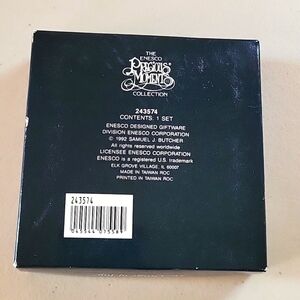 THE
ENESCO
PRECIOUS
MOMENTS
COLLECTION
243574
CONTENTS: 1 SET
ENESCO DESIGNED GIFTWARE
DIVISION ENESCO CORPORATION
© 1992 SAMUEL J. BUTCHER
All rights reserved worldwide
LICENSEE ENESCO CORPORATION
ENESCO is a registered U.S. trademark
ELK GROVE VILLAGE, IL 60007
MADE IN TAIWAN ROC
PRINTED IN TAIWAN ROC
243574